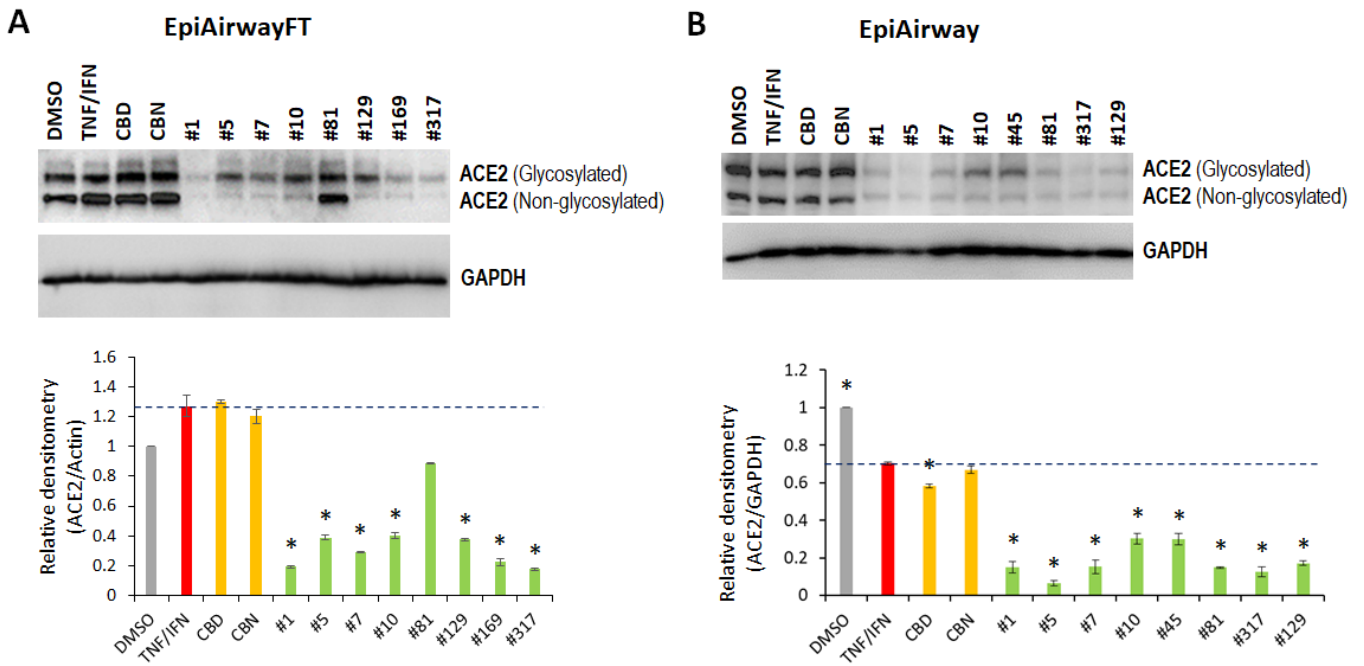 A
EpiAirwayFT
DMSO
TNF/IFN
CBD
CBN
#1
#5
#7
#10
#81
#129
#169
#317
ACE2 (Glycosylated)
ACE2 (Non-glycosylated)
GAPDH
Relative densitometry
(ACE2/Actin)
1.6
1.4
1.2
1
0.8
0.6
0.4
0.2
0
* * * * * * *
DMSO
TNF/IFN
CBD
CBN
#1
#5
#7
#10
#81
#129
#169
#317
B
EpiAirway
DMSO
TNF/IFN
CBD
CBN
#1
#5
#7
#10
#45
#81
#317
#129
ACE2 (Glycosylated)
ACE2 (Non-glycosylated)
GAPDH
Relative densitometry
(ACE2/GAPDH)
1.2
1
0.8
0.6
0.4
0.2
0
* * * * * * * * * *
DMSO
TNF/IFN
CBD
CBN
#1
#5
#7
#10
#45
#81
#317
#129